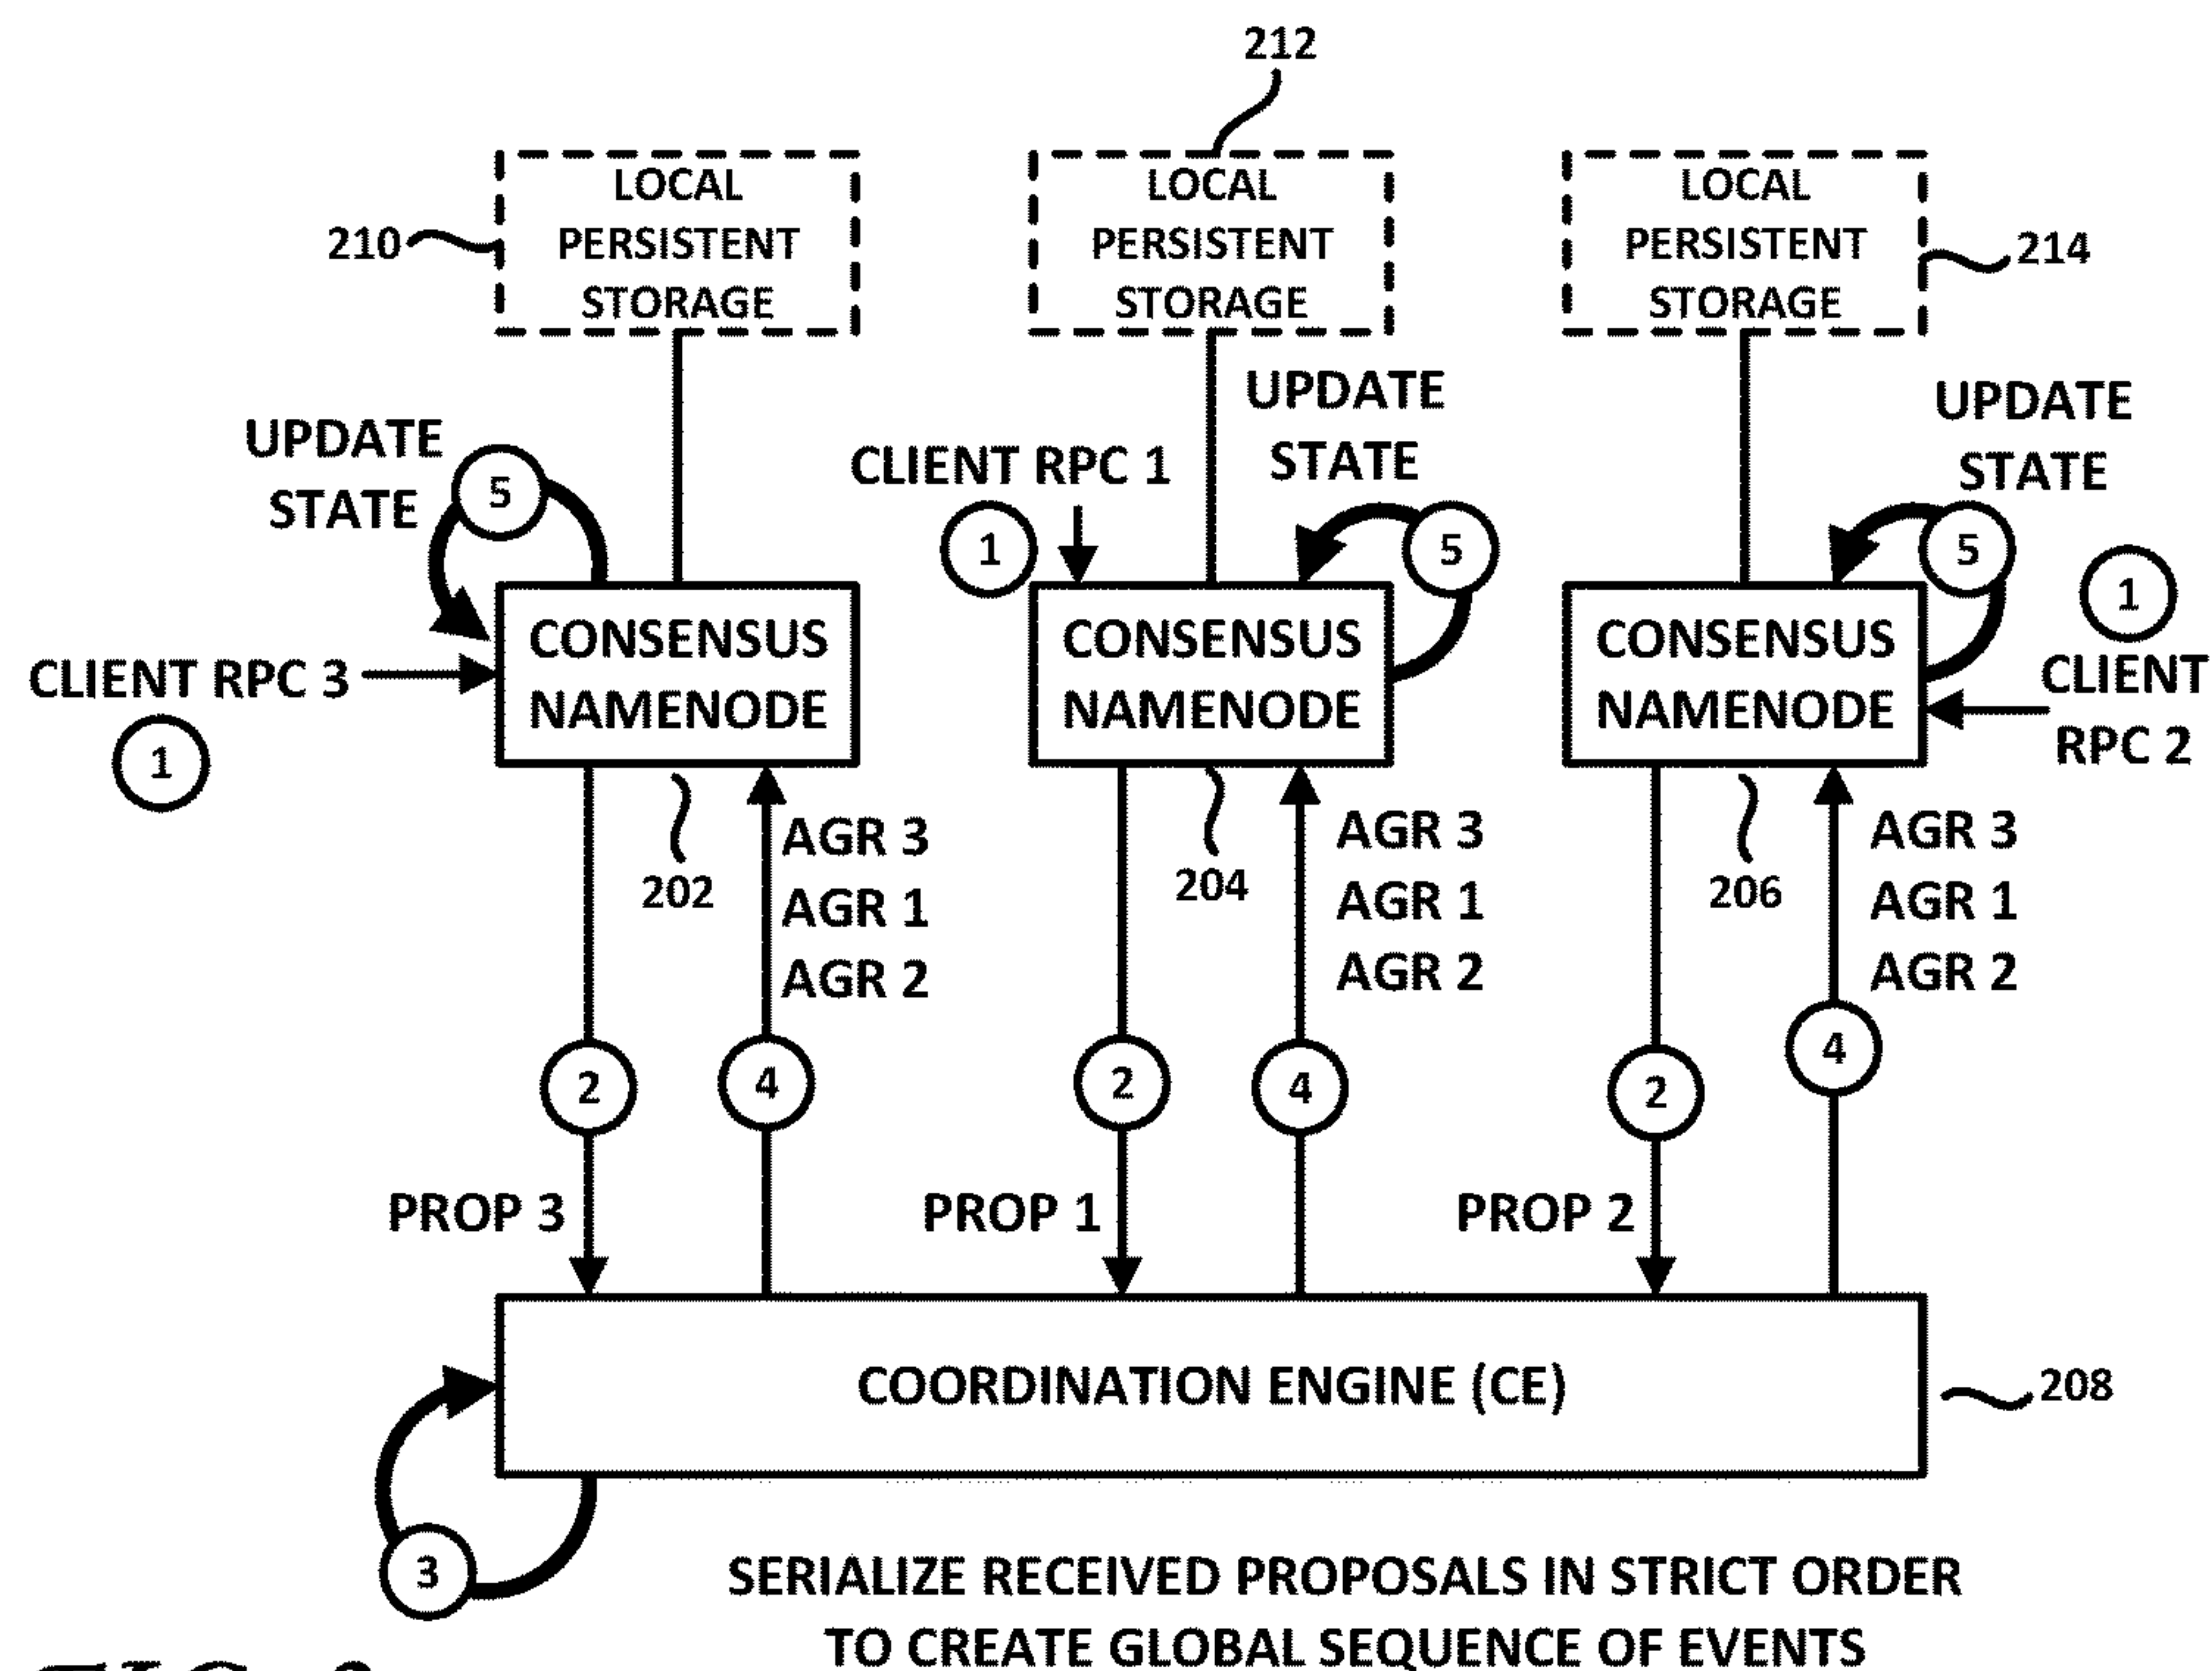 212
LOCAL
PERSISTENT
STORAGE
LOCAL
PERSISTENT
STORAGE
LOCAL
PERSISTENT
STORAGE
210
214
UPDATE
STATE
5
CLIENT RPC 1
1
UPDATE
STATE
5
UPDATE
STATE
5
1
CLIENT RPC 3
1
CONSENSUS
NAMENODE
CONSENSUS
NAMENODE
CONSENSUS
NAMENODE
CLIENT
RPC 2
202
AGR 3
AGR 1
AGR 2
204
AGR 3
AGR 1
AGR 2
206
AGR 3
AGR 1
AGR 2
2
4
2
4
2
4
PROP 3
PROP 1
PROP 2
COORDINATION ENGINE (CE)
208
3
SERIALIZE RECEIVED PROPOSALS IN STRICT ORDER
TO CREATE GLOBAL SEQUENCE OF EVENTS